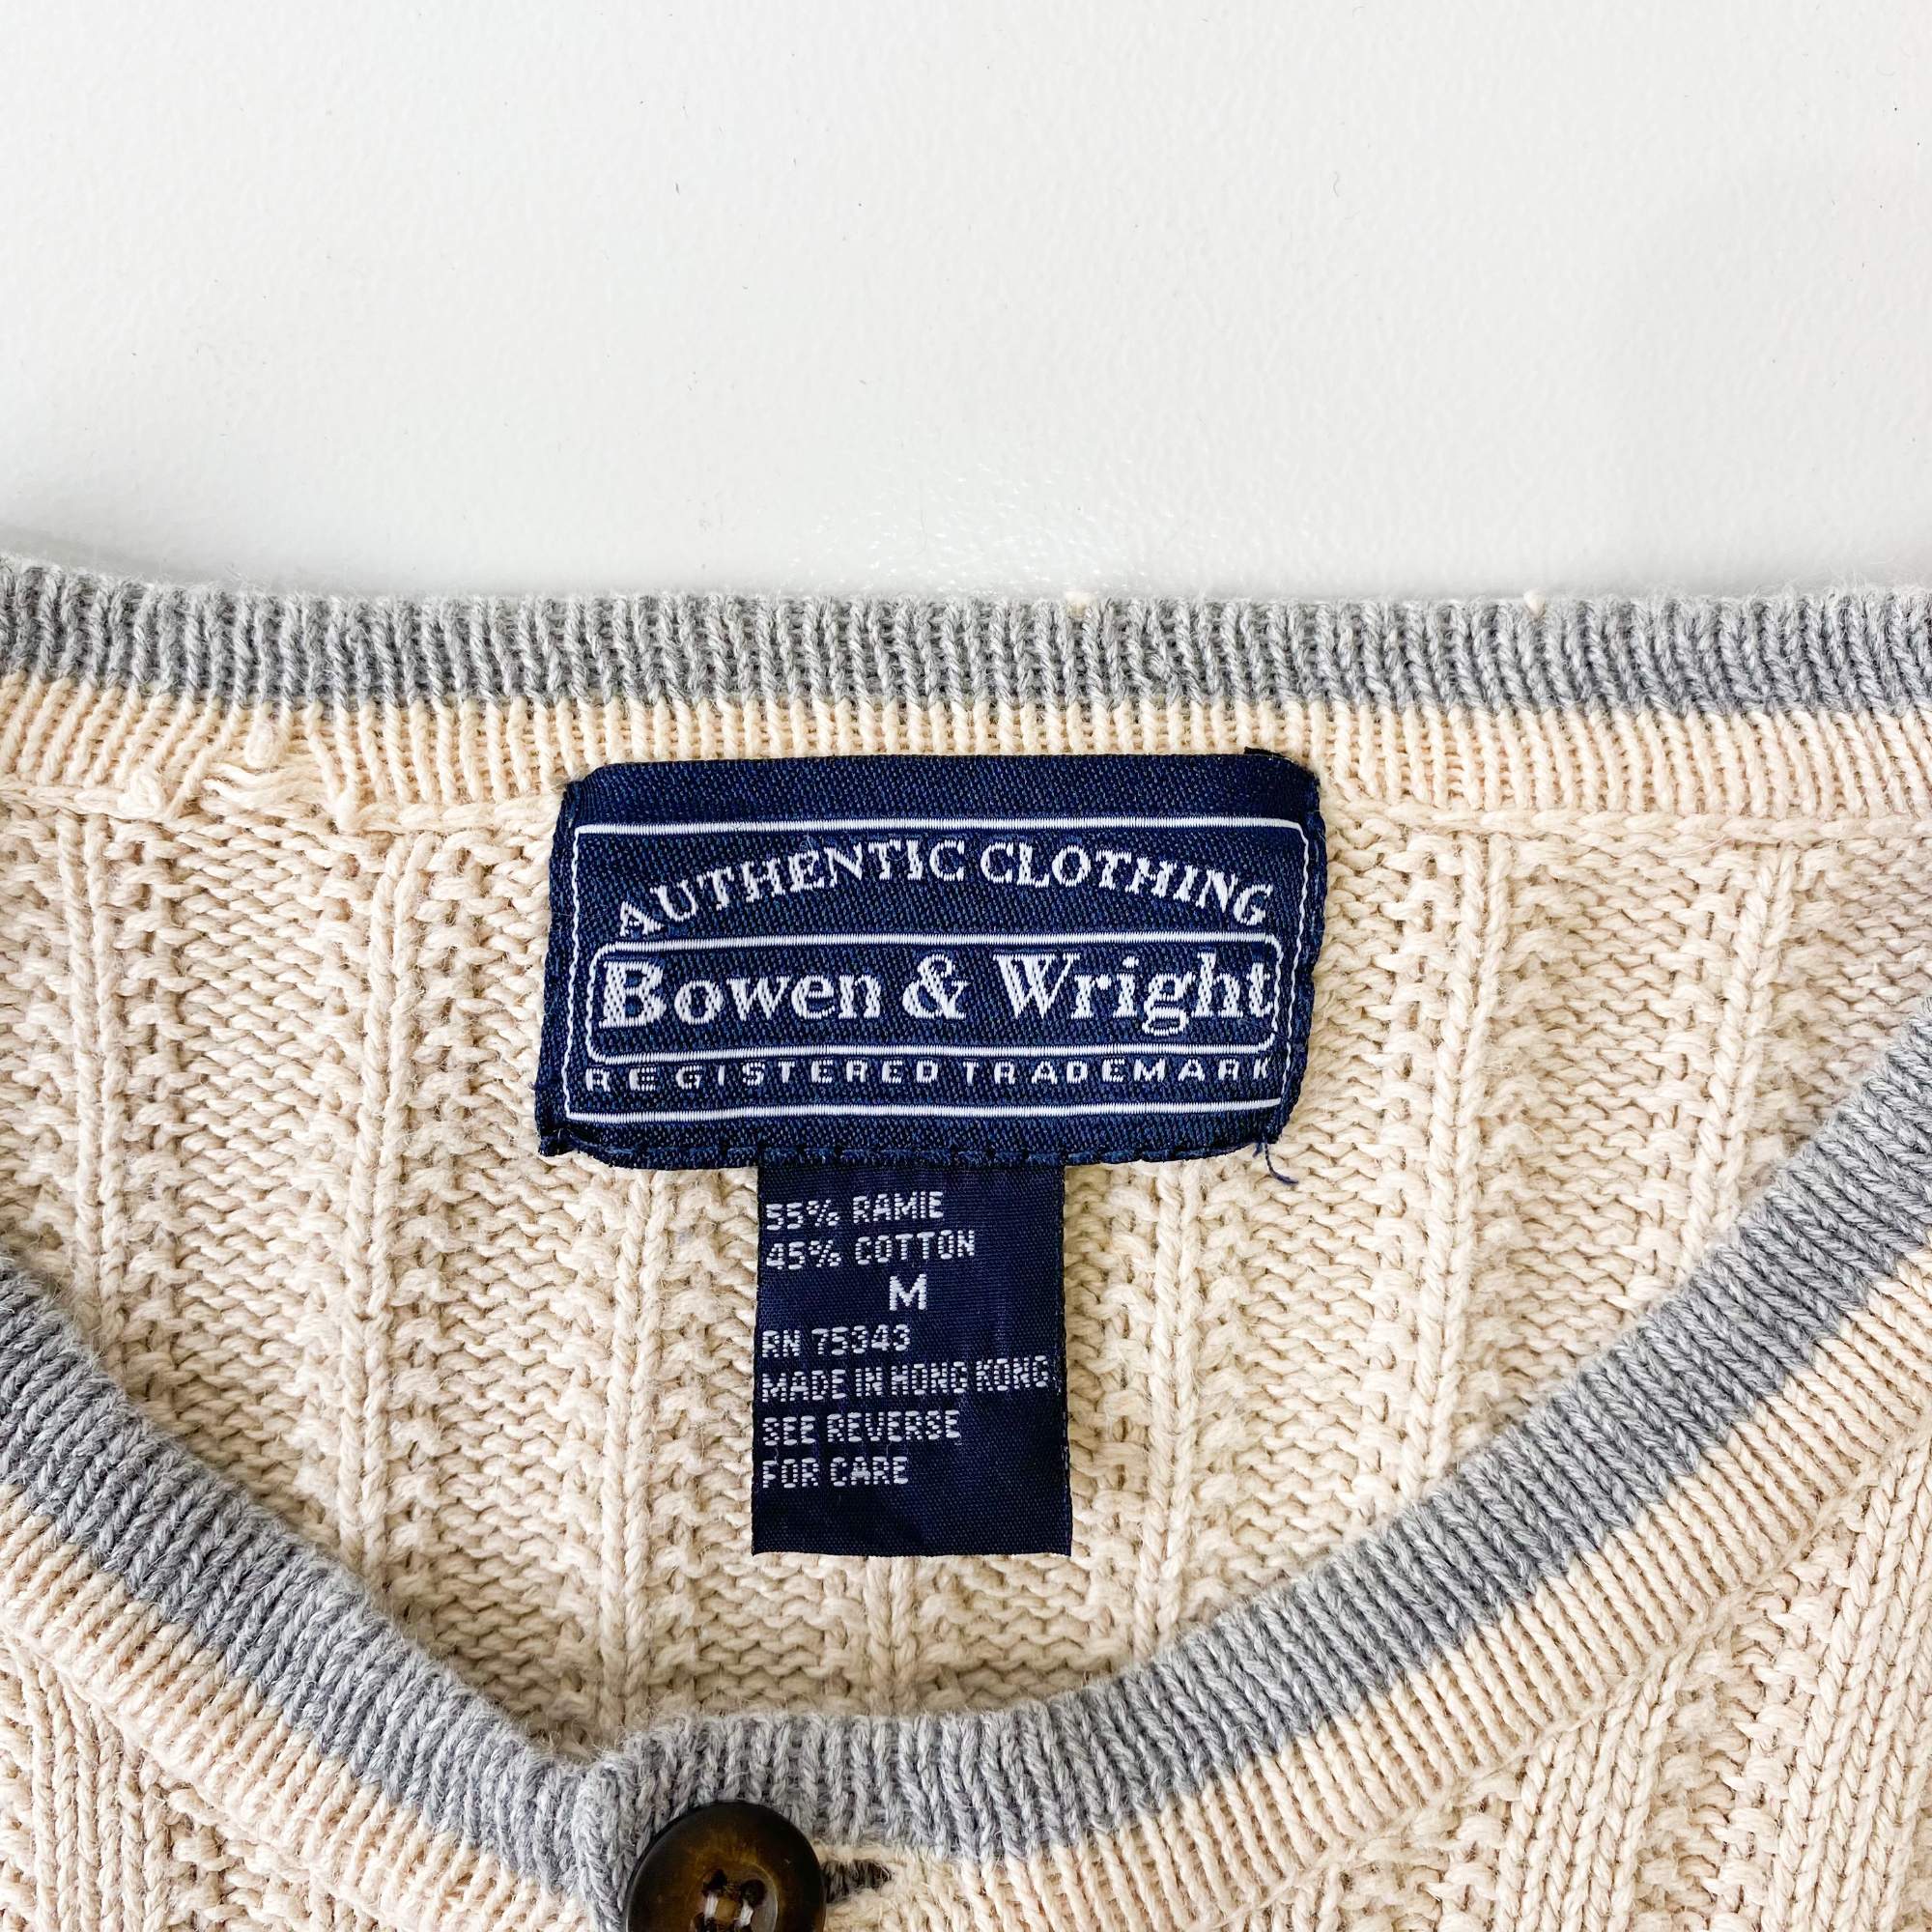 AUTHENTIC CLOTHING
Bowen & Wright
REGISTERED TRADEMARK
55% RAMIE
45% COTTON
M
RN 75343
MADE IN HONG KONG
SEE REVERSE
FOR CARE